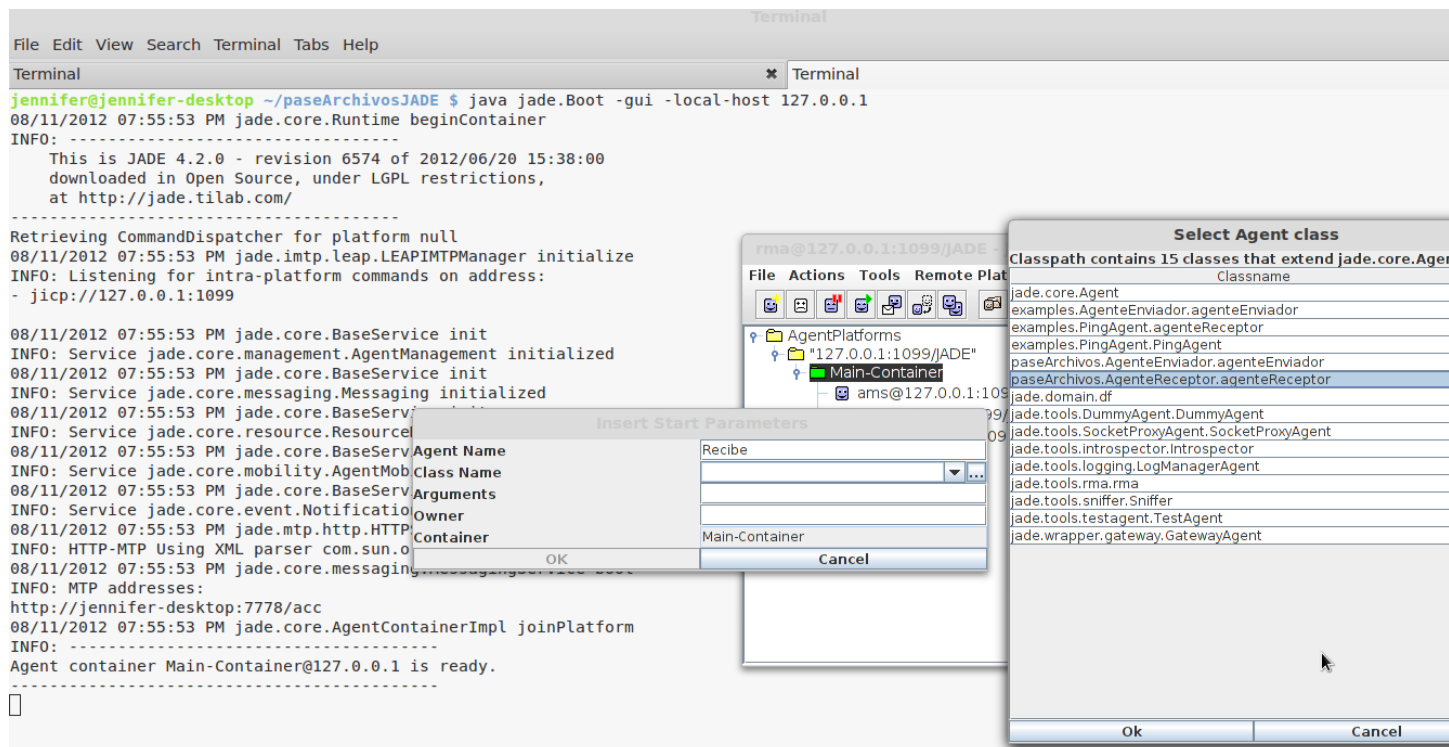 Terminal
File Edit View Search Terminal Tabs Help
Terminal
Terminal
jennifer@jennifer-desktop ~/paseArchivosJADE $ java jade.Boot -gui -local-host 127.0.0.1
08/11/2012 07:55:53 PM jade.core.Runtime beginContainer
INFO: ----------------------------------
This is JADE 4.2.0 - revision 6574 of 2012/06/20 15:38:00
downloaded in Open Source, under LGPL restrictions,
at http://jade.tilab.com/
----------------------------------------
Retrieving CommandDispatcher for platform null
08/11/2012 07:55:53 PM jade.imtp.leap.LEAPIMTPManager initialize
INFO: Listening for intra-platform commands on address:
- jicp://127.0.0.1:1099
08/11/2012 07:55:53 PM jade.core.BaseService init
INFO: Service jade.core.management.AgentManagement initialized
08/11/2012 07:55:53 PM jade.core.BaseService init
INFO: Service jade.core.messaging.Messaging initialized
08/11/2012 07:55:53 PM jade.core.BaseServi
INFO: Service jade.core.resource.Resource
08/11/2012 07:55:53 PM jade.core.BaseServ
INFO: Service jade.core.mobility.AgentMob
08/11/2012 07:55:53 PM jade.core.BaseServ
INFO: Service jade.core.event.Notificatio
08/11/2012 07:55:53 PM jade.mtp.http.HTTP
INFO: HTTP-MTP Using XML parser com.sun.o
08/11/2012 07:55:53 PM jade.core.messaging
INFO: MTP addresses:
http://jennifer-desktop:7778/acc
08/11/2012 07:55:53 PM jade.core.AgentContainerImpl joinPlatform
INFO: --------------------------------------
Agent container Main-Container@127.0.0.1 is ready.
--------------------------------------------
rma@127.0.0.1:1099/JADE -
File Actions Tools Remote Plat
AgentPlatforms
"127.0.0.1:1099/JADE"
Main-Container
ams@127.0.0.1:109
Insert Start Parameters
Agent Name Recibe
Class Name ...
Arguments
Owner
Container Main-Container
OK Cancel
Select Agent class
Classpath contains 15 classes that extend jade.core.Agen
Classname
jade.core.Agent
examples.AgenteEnviador.agenteEnviador
examples.PingAgent.agenteReceptor
examples.PingAgent.PingAgent
paseArchivos.AgenteEnviador.agenteEnviador
paseArchivos.AgenteReceptor.agenteReceptor
jade.domain.df
jade.tools.DummyAgent.DummyAgent
jade.tools.SocketProxyAgent.SocketProxyAgent
jade.tools.introspector.Introspector
jade.tools.logging.LogManagerAgent
jade.tools.rma.rma
jade.tools.sniffer.Sniffer
jade.tools.testagent.TestAgent
jade.wrapper.gateway.GatewayAgent
Ok Cancel